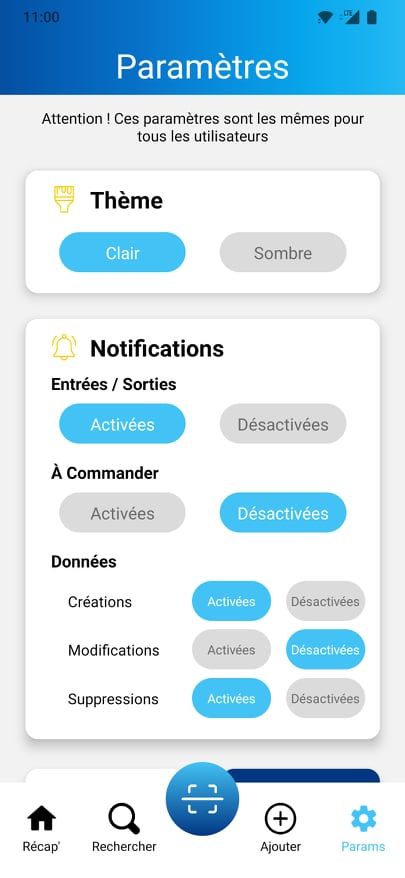 11:00
LTE
Paramètres
Attention ! Ces paramètres sont les mêmes pour
tous les utilisateurs
Thème
Clair Sombre
Notifications
Entrées / Sorties
Activées Désactivées
À Commander
Activées Désactivées
Données
Créations Activées Désactivées
Modifications Activées Désactivées
Suppressions Activées Désactivées
Récap' Rechercher Ajouter Params